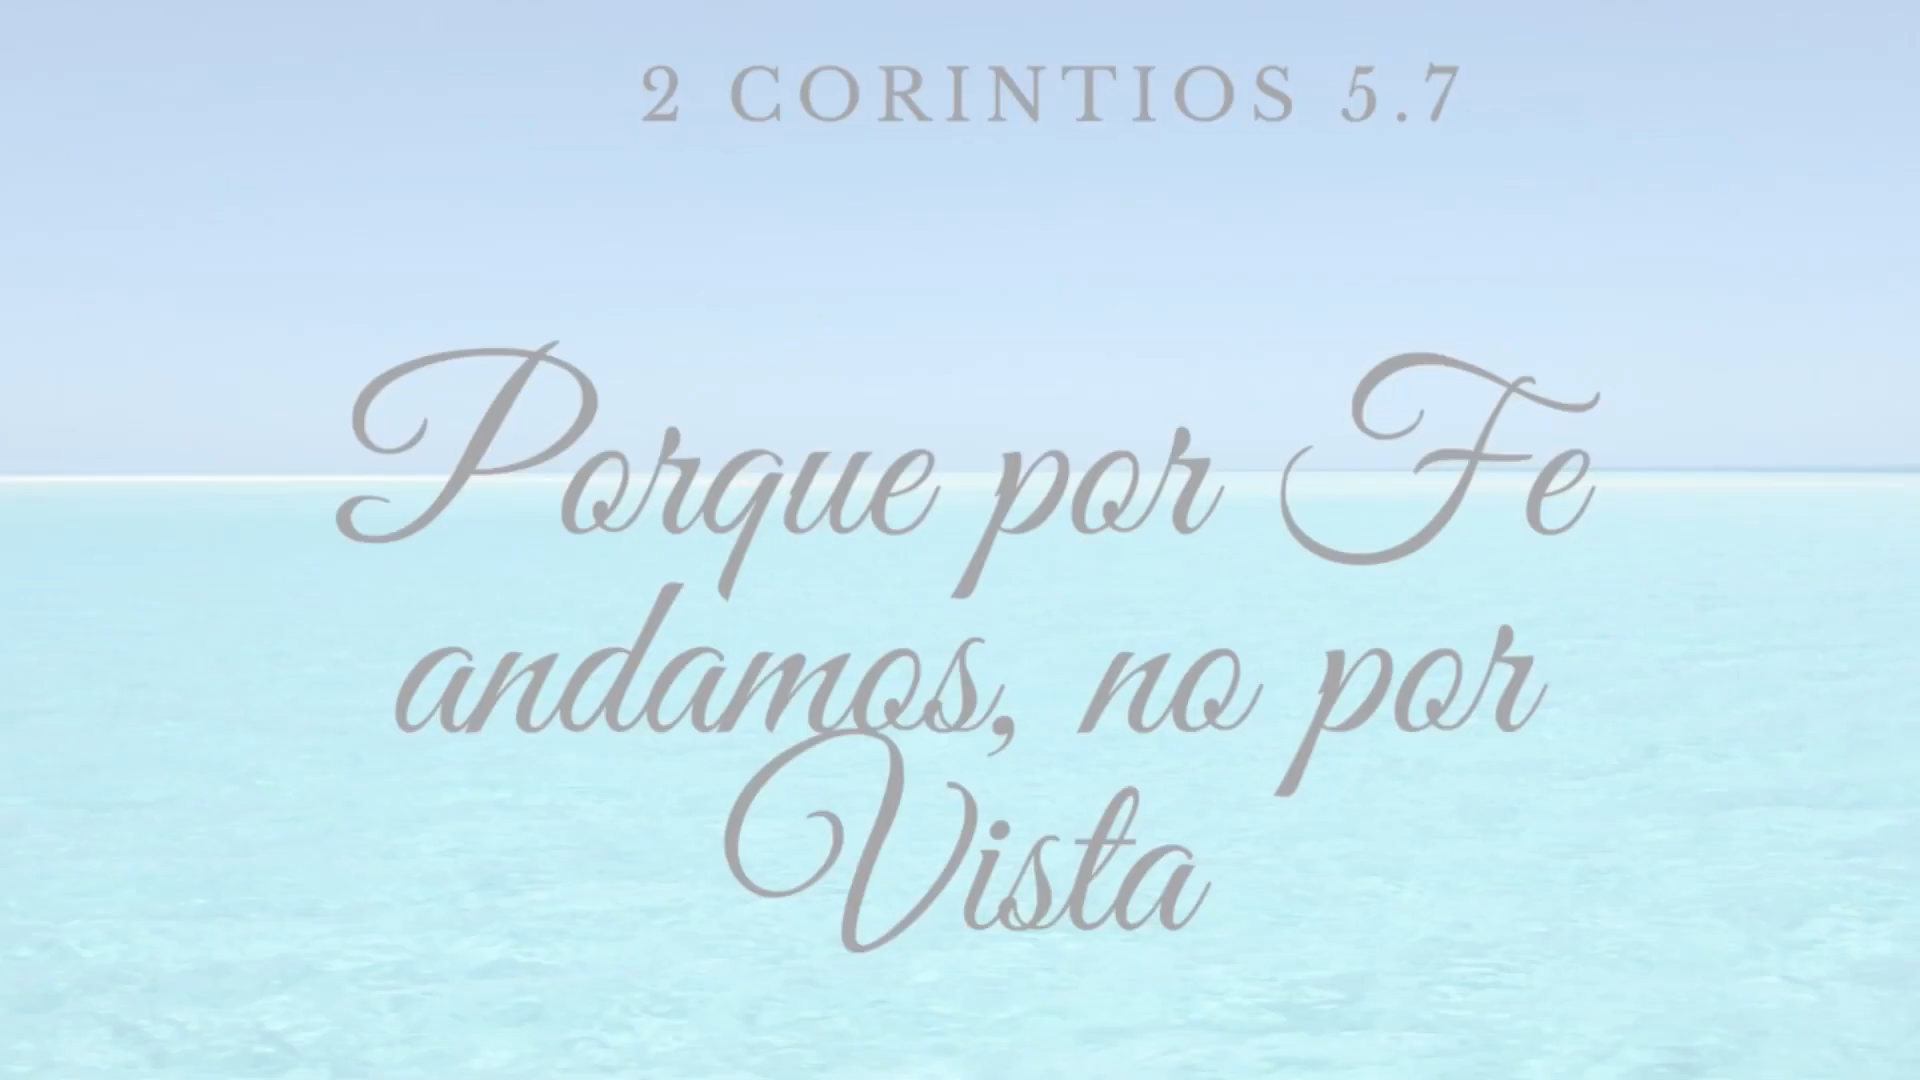 2 CORINTIOS 5.7
Porque por Fe
andamos, no por
Vista